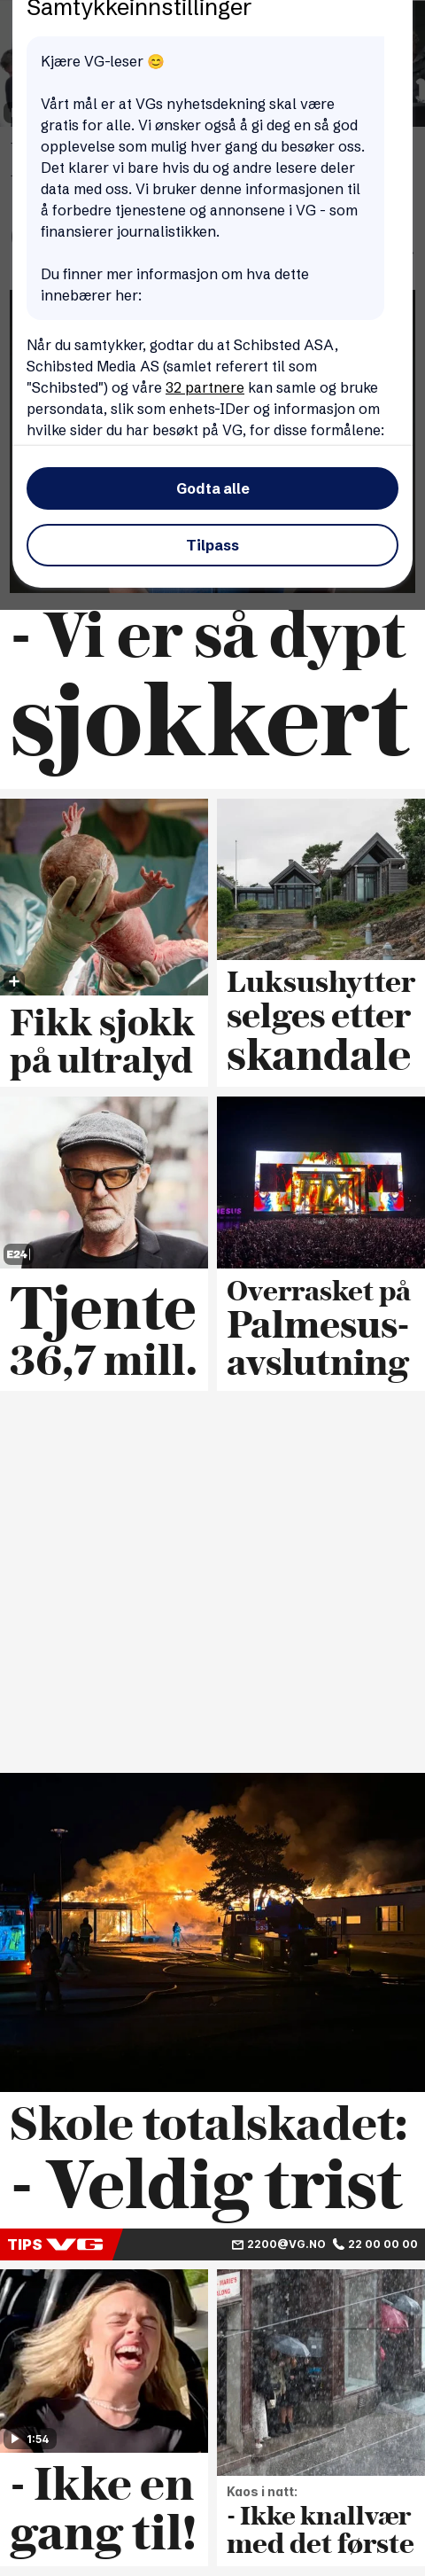 Samtykkeinnstillinger
Kjære VG-leser 😊
Vårt mål er at VGs nyhetsdekning skal være
gratis for alle. Vi ønsker også å gi deg en så god
opplevelse som mulig hver gang du besøker oss.
Det klarer vi bare hvis du og andre lesere deler
data med oss. Vi bruker denne informasjonen til
å forbedre tjenestene og annonsene i VG - som
finansierer journalistikken.
Du finner mer informasjon om hva dette
innebærer her:
Når du samtykker, godtar du at Schibsted ASA,
Schibsted Media AS (samlet referert til som
"Schibsted") og våre 32 partnere kan samle og bruke
persondata, slik som enhets-IDer og informasjon om
hvilke sider du har besøkt på VG, for disse formålene:
Godta alle
Tilpass
- Vi er så dypt
sjokkert
Fikk sjokk
på ultralyd
Luksushytter
selges etter
skandale
E24
Tjente
36,7 mill.
Overrasket på
Palmesus-
avslutning
Skole totalskadet:
- Veldig trist
TIPS VG
2200@VG.NO 22 00 00 00
1:54
- Ikke en
gang til!
Kaos i natt:
- Ikke knallvær
med det første